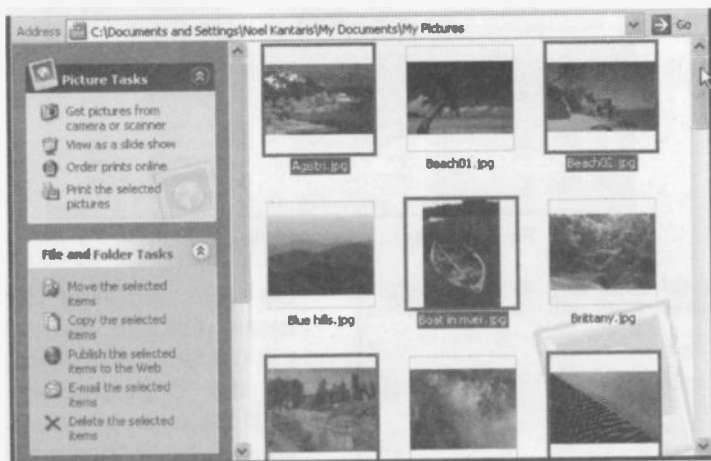 Address C:\Documents and Settings\Noel Kantaris\My Documents\My Pictures Go
Picture Tasks
Get pictures from
camera or scanner
View as a slide show
Order prints online
Print the selected
pictures
File and Folder Tasks
Move the selected
items
Copy the selected
items
Publish the selected
items to the Web
E-mail the selected
items
Delete the selected
items
Agistri.jpg Beach01.jpg Beach02.jpg
Blue hills.jpg Boat in river.jpg Brittany.jpg